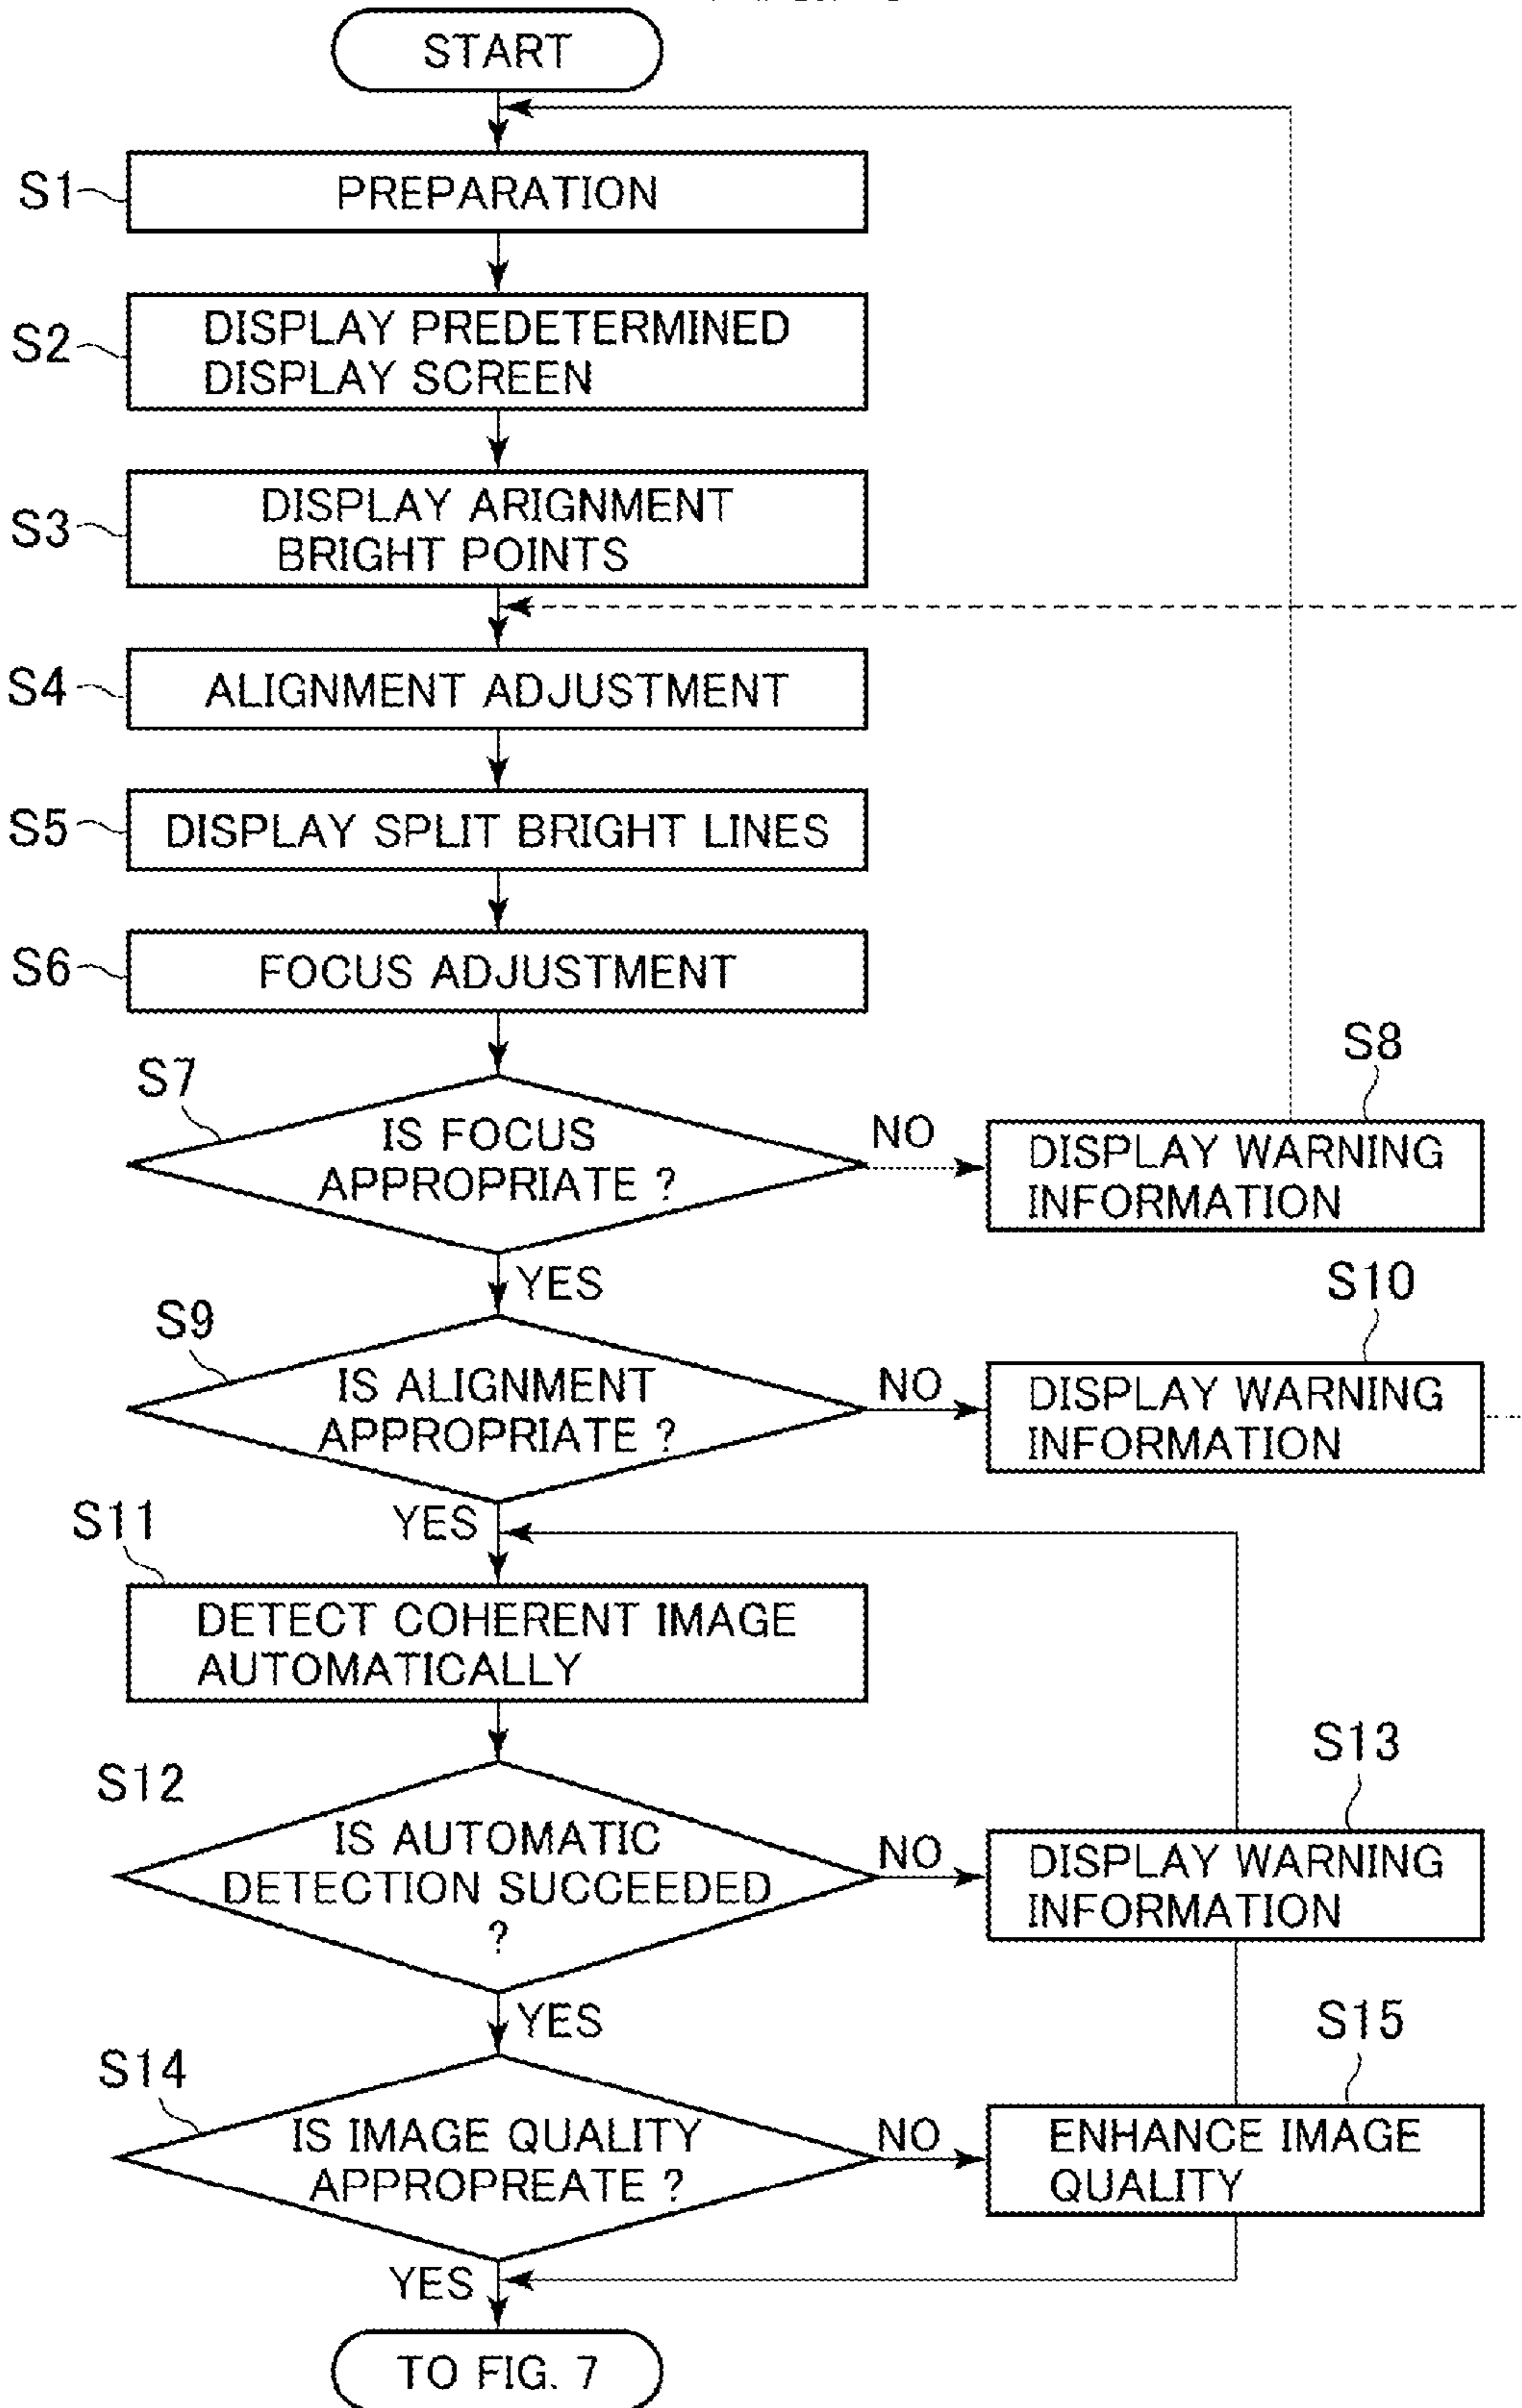 START
S1
PREPARATION
S2
DISPLAY PREDETERMINED
DISPLAY SCREEN
S3
DISPLAY ARIGNMENT
BRIGHT POINTS
S4
ALIGNMENT ADJUSTMENT
S5
DISPLAY SPLIT BRIGHT LINES
S6
FOCUS ADJUSTMENT
S7
IS FOCUS
APPROPRIATE ?
NO
S8
DISPLAY WARNING
INFORMATION
YES
S9
IS ALIGNMENT
APPROPRIATE ?
NO
S10
DISPLAY WARNING
INFORMATION
YES
S11
DETECT COHERENT IMAGE
AUTOMATICALLY
S12
IS AUTOMATIC
DETECTION SUCCEEDED
?
NO
S13
DISPLAY WARNING
INFORMATION
YES
S14
IS IMAGE QUALITY
APPROPREATE ?
NO
S15
ENHANCE IMAGE
QUALITY
YES
TO FIG. 7